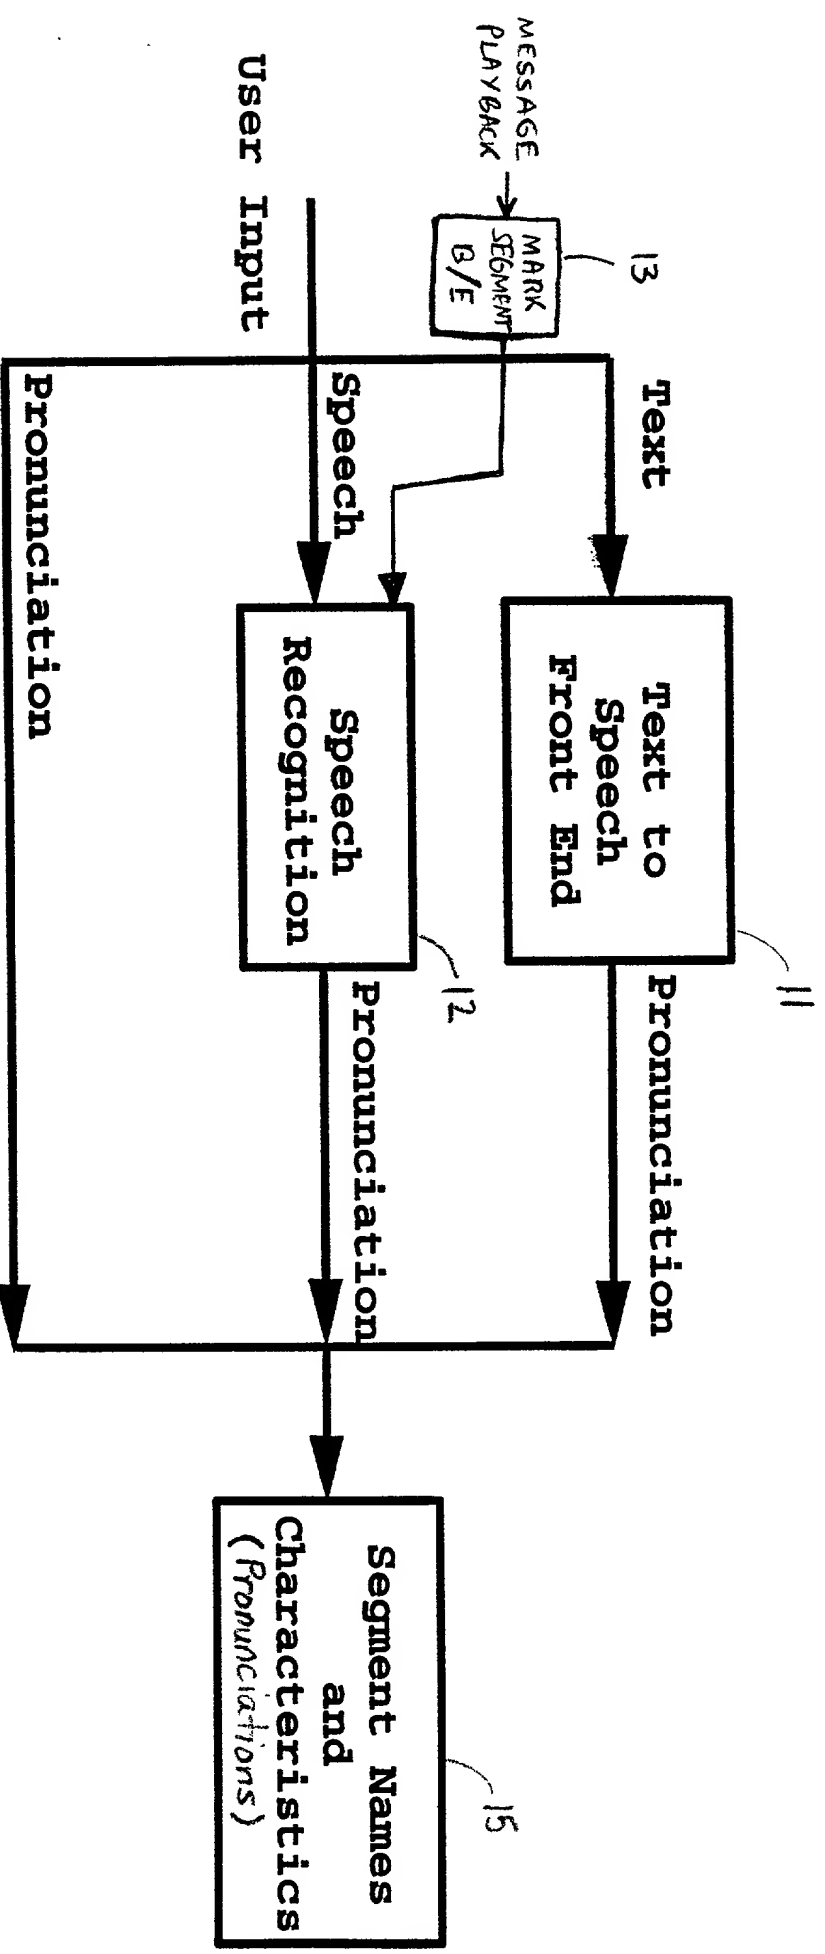 MESSAGE
PLAYBACK
MARK
SEGMENT
B/E
13
User Input
Text
Speech
Pronunciation
Text to
Speech
Front End
11
Speech
Recognition
12
Pronunciation
Pronunciation
Segment Names
and
Characteristics
(Pronunciations)
15